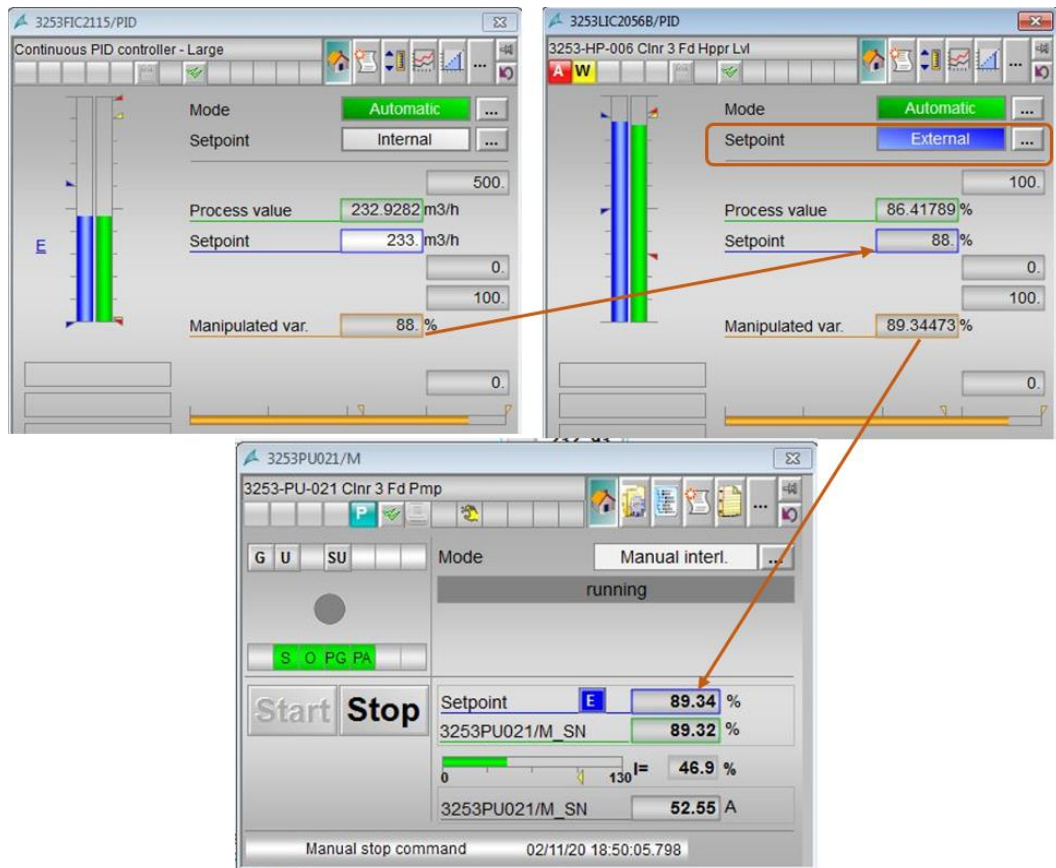 3253FIC2115/PID
Continuous PID controller - Large
...
Mode Automatic ...
Setpoint Internal ...
500.
Process value 232.9282 m3/h
Setpoint 233. m3/h
E
0.
100.
Manipulated var. 88. %
0.
3253LIC2056B/PID
3253-HP-006 Clnr 3 Fd Hppr Lvl
...
A W
Mode Automatic ...
Setpoint External ...
100.
Process value 86.41789 %
Setpoint 88. %
0.
100.
Manipulated var. 89.34473 %
0.
3253PU021/M
3253-PU-021 Clnr 3 Fd Pmp
P ...
G U SU Mode Manual interl. ...
running
S O PG PA
Start Stop
Setpoint E 89.34 %
3253PU021/M_SN 89.32 %
0 130 I= 46.9 %
3253PU021/M_SN 52.55 A
Manual stop command 02/11/20 18:50:05.798